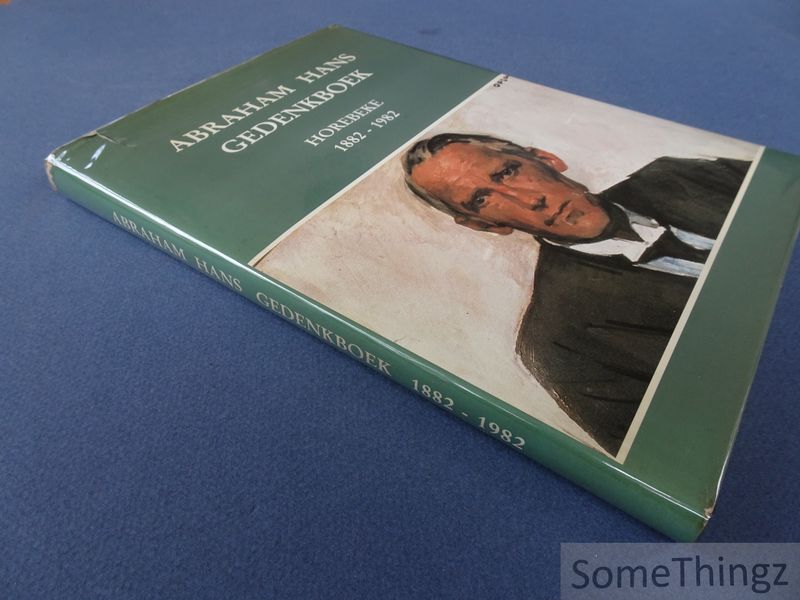 ABRAHAM HANS
GEDENKBOEK
HOREBEKE
1882 - 1982
ABRAHAM HANS GEDENKBOEK 1882 - 1982
SomeThingz